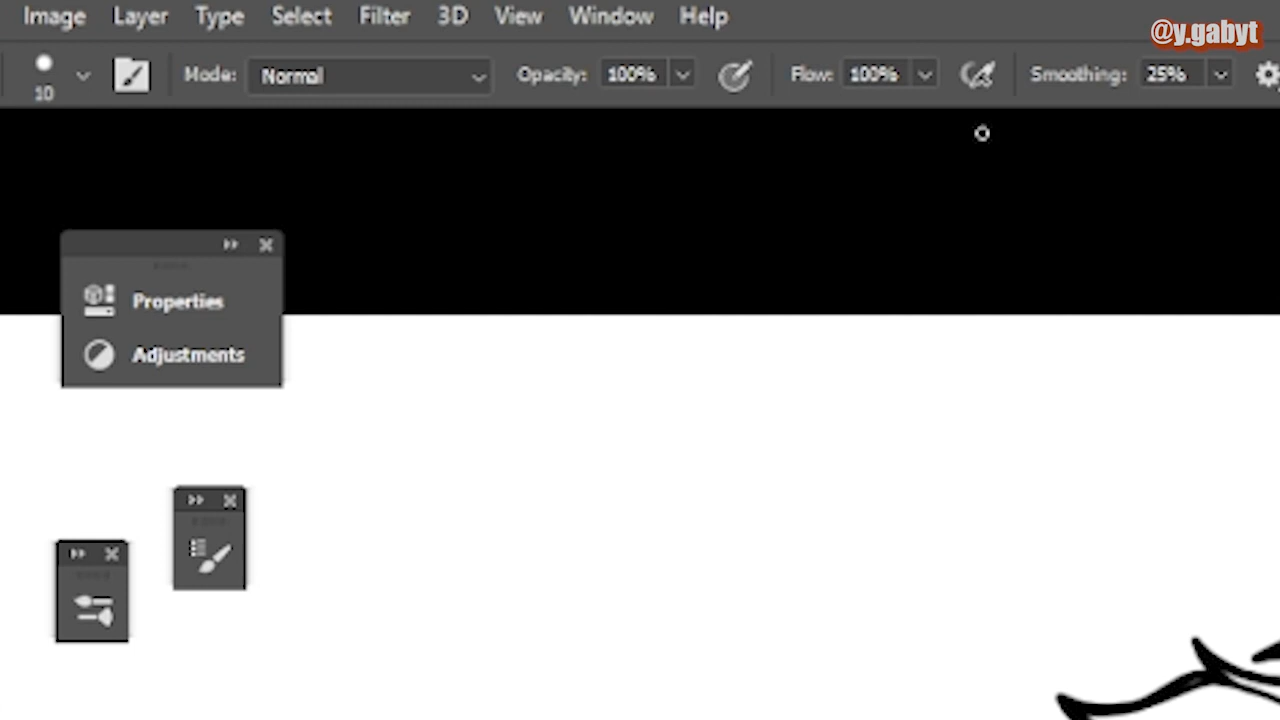 Image Layer Type Select Filter 3D View Window Help
@y.gabyt
10 Mode: Normal Opacity: 100% Flow: 100% Smoothing: 25%
Properties
Adjustments